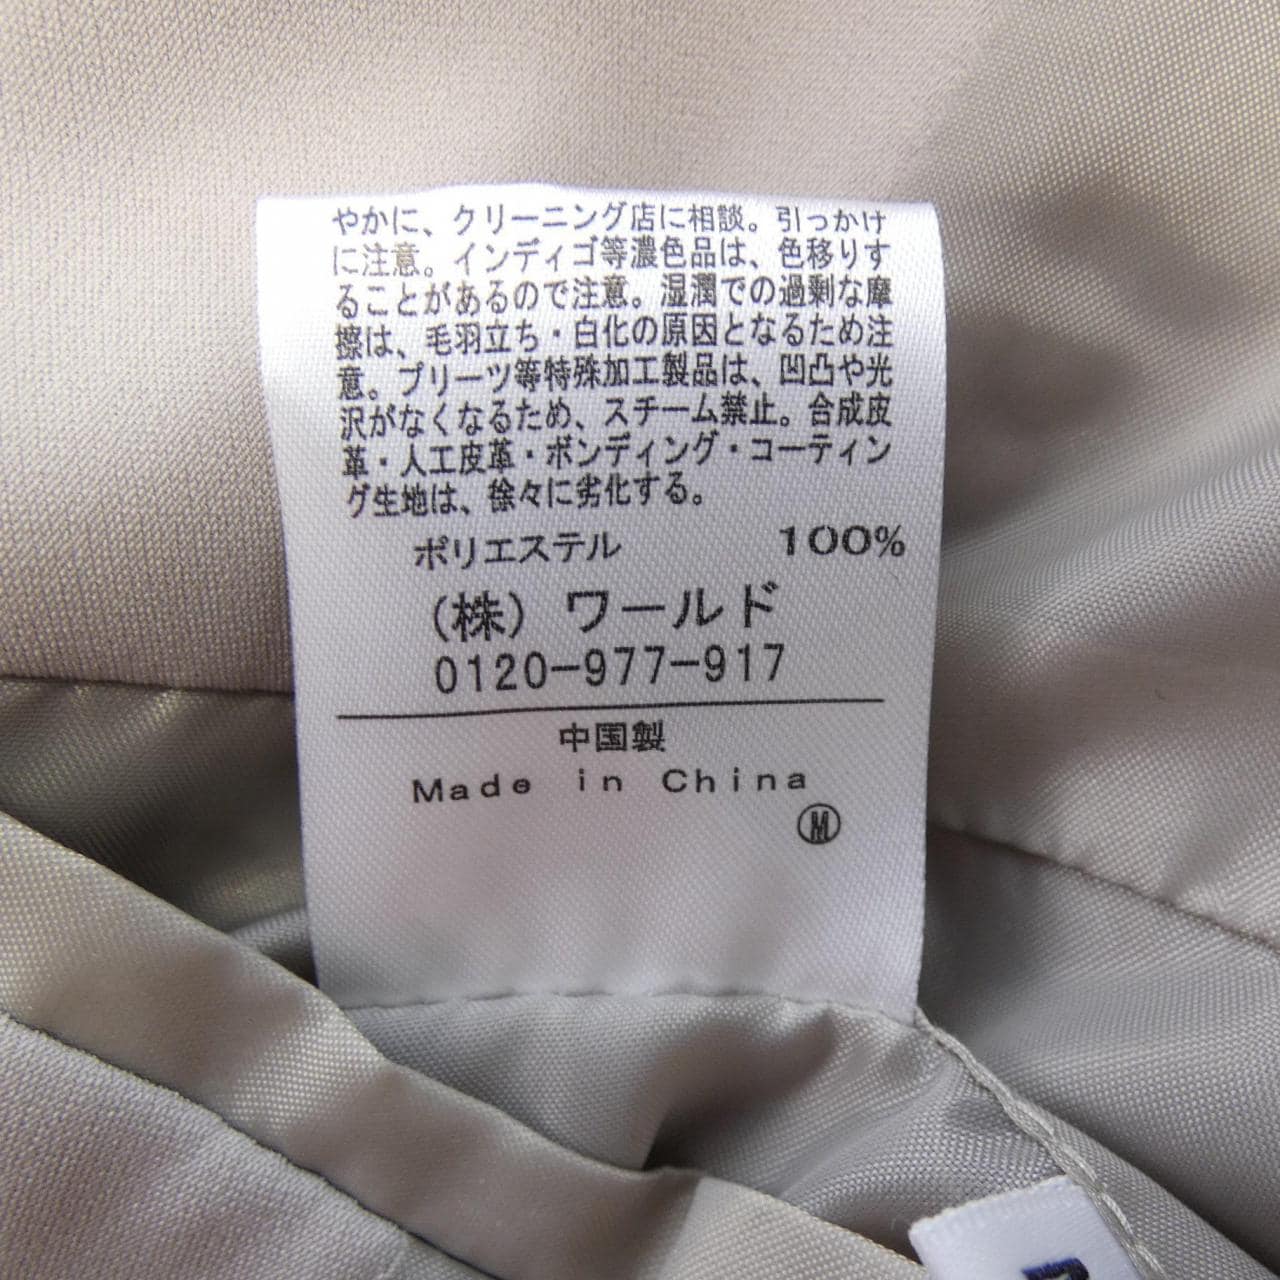 やかに、クリーニング店に相談。引っかけ
に注意。インディゴ等濃色品は、色移りす
ることがあるので注意。湿潤での過剰な摩
擦は、毛羽立ち・白化の原因となるため注
意。プリーツ等特殊加工製品は、凹凸や光
沢がなくなるため、スチーム禁止。合成皮
革・人工皮革・ボンディング・コーティン
グ生地は、徐々に劣化する。
ポリエステル 100%
(株) ワールド
0120-977-917
中国製
Made in China
Ⓜ